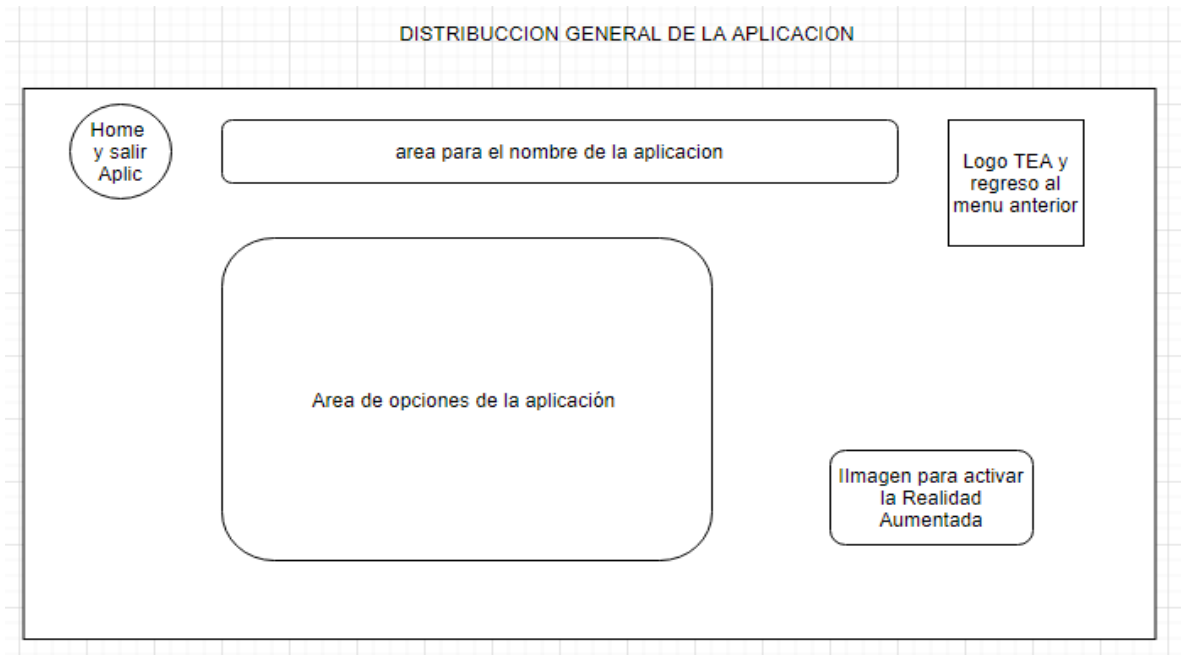 DISTRIBUCCION GENERAL DE LA APLICACION
Home
y salir
Aplic
area para el nombre de la aplicacion
Logo TEA y
regreso al
menu anterior
Area de opciones de la aplicación
IImagen para activar
la Realidad
Aumentada